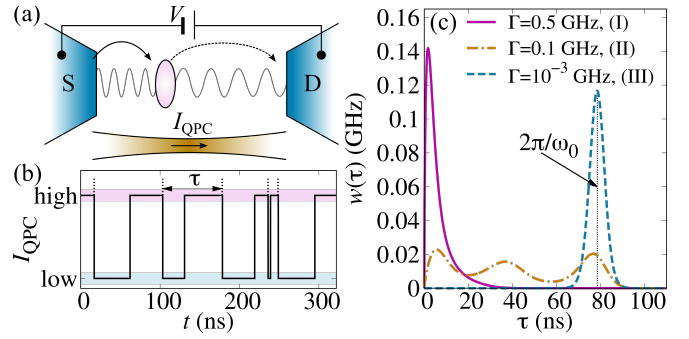 (a)
V
S
D
I_QPC
(b)
τ
high
low
I_QPC
0
100
200
300
t (ns)
(c)
Γ=0.5 GHz, (I)
Γ=0.1 GHz, (II)
Γ=10⁻³ GHz, (III)
2π/ω₀
0.16
0.14
0.12
0.1
0.08
0.06
0.04
0.02
0
w(τ) (GHz)
0
20
40
60
80
100
τ (ns)